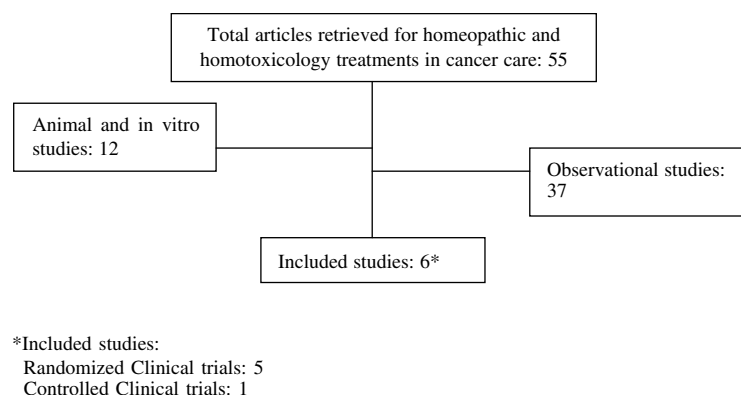 Total articles retrieved for homeopathic and
homotoxicology treatments in cancer care: 55
Animal and in vitro
studies: 12
Observational studies:
37
Included studies: 6*
*Included studies:
Randomized Clinical trials: 5
Controlled Clinical trials: 1